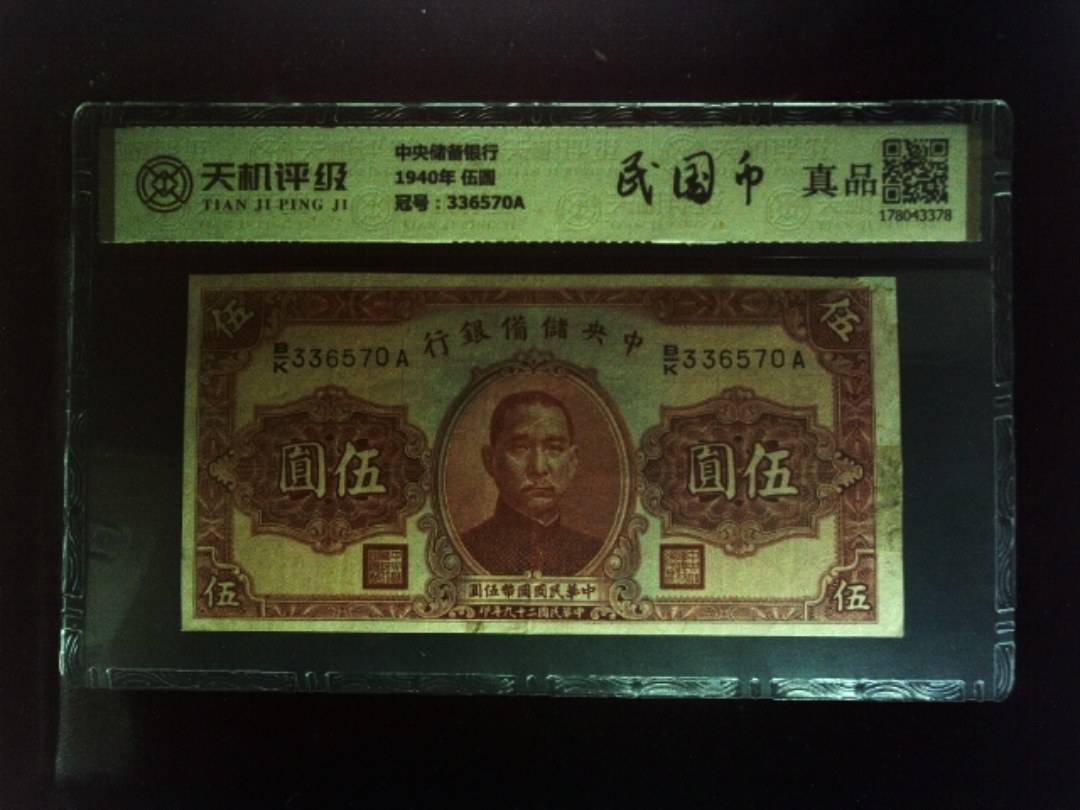 天机评级
TIAN JI PING JI
中央储备银行
1940年 伍圆
冠号：336570A
民国币
真品
178043378
伍
伍
行銀備儲央中
B/K 336570 A
B/K 336570 A
圓伍
圓伍
圓伍幣國國民華中
印年九十二國民華中
伍
伍